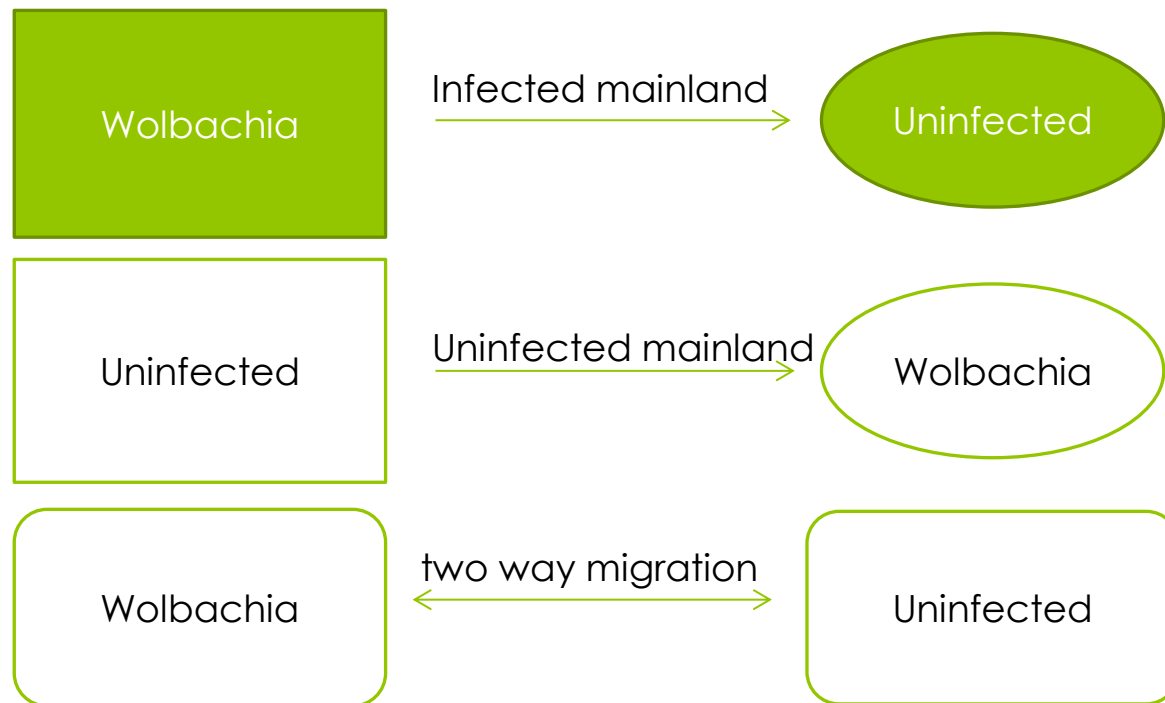 Wolbachia
Infected mainland
Uninfected
Uninfected
Uninfected mainland
Wolbachia
Wolbachia
two way migration
Uninfected